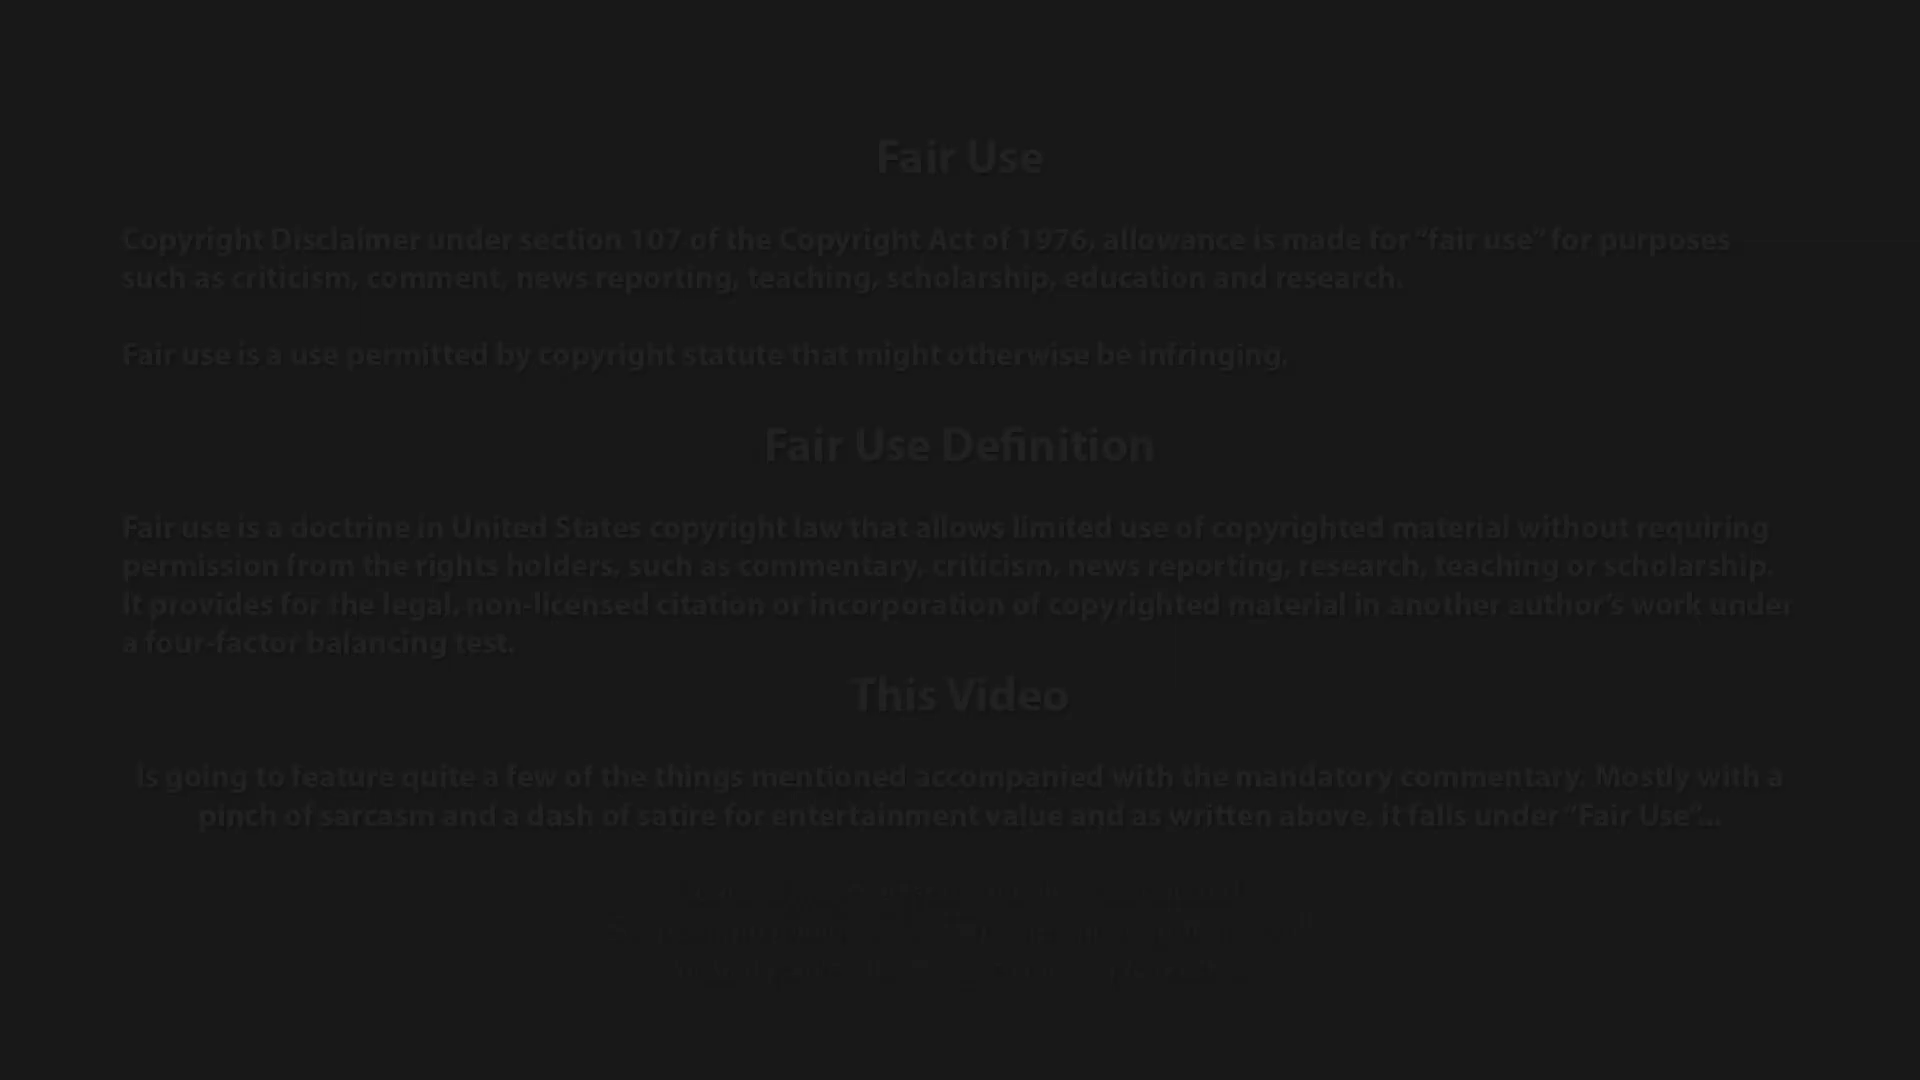 Fair Use
Copyright Disclaimer under section 107 of the Copyright Act of 1976, allowance is made for “fair use” for purposes
such as criticism, comment, news reporting, teaching, scholarship, education and research.
Fair use is a use permitted by copyright statute that might otherwise be infringing.
Fair Use Definition
Fair use is a doctrine in United States copyright law that allows limited use of copyrighted material without requiring
permission from the rights holders, such as commentary, criticism, news reporting, research, teaching or scholarship.
It provides for the legal, non-licensed citation or incorporation of copyrighted material in another author’s work under
a four-factor balancing test.
This Video
Is going to feature quite a few of the things mentioned accompanied with the mandatory commentary. Mostly with a
pinch of sarcasm and a dash of satire for entertainment value and as written above, it falls under “Fair Use”...